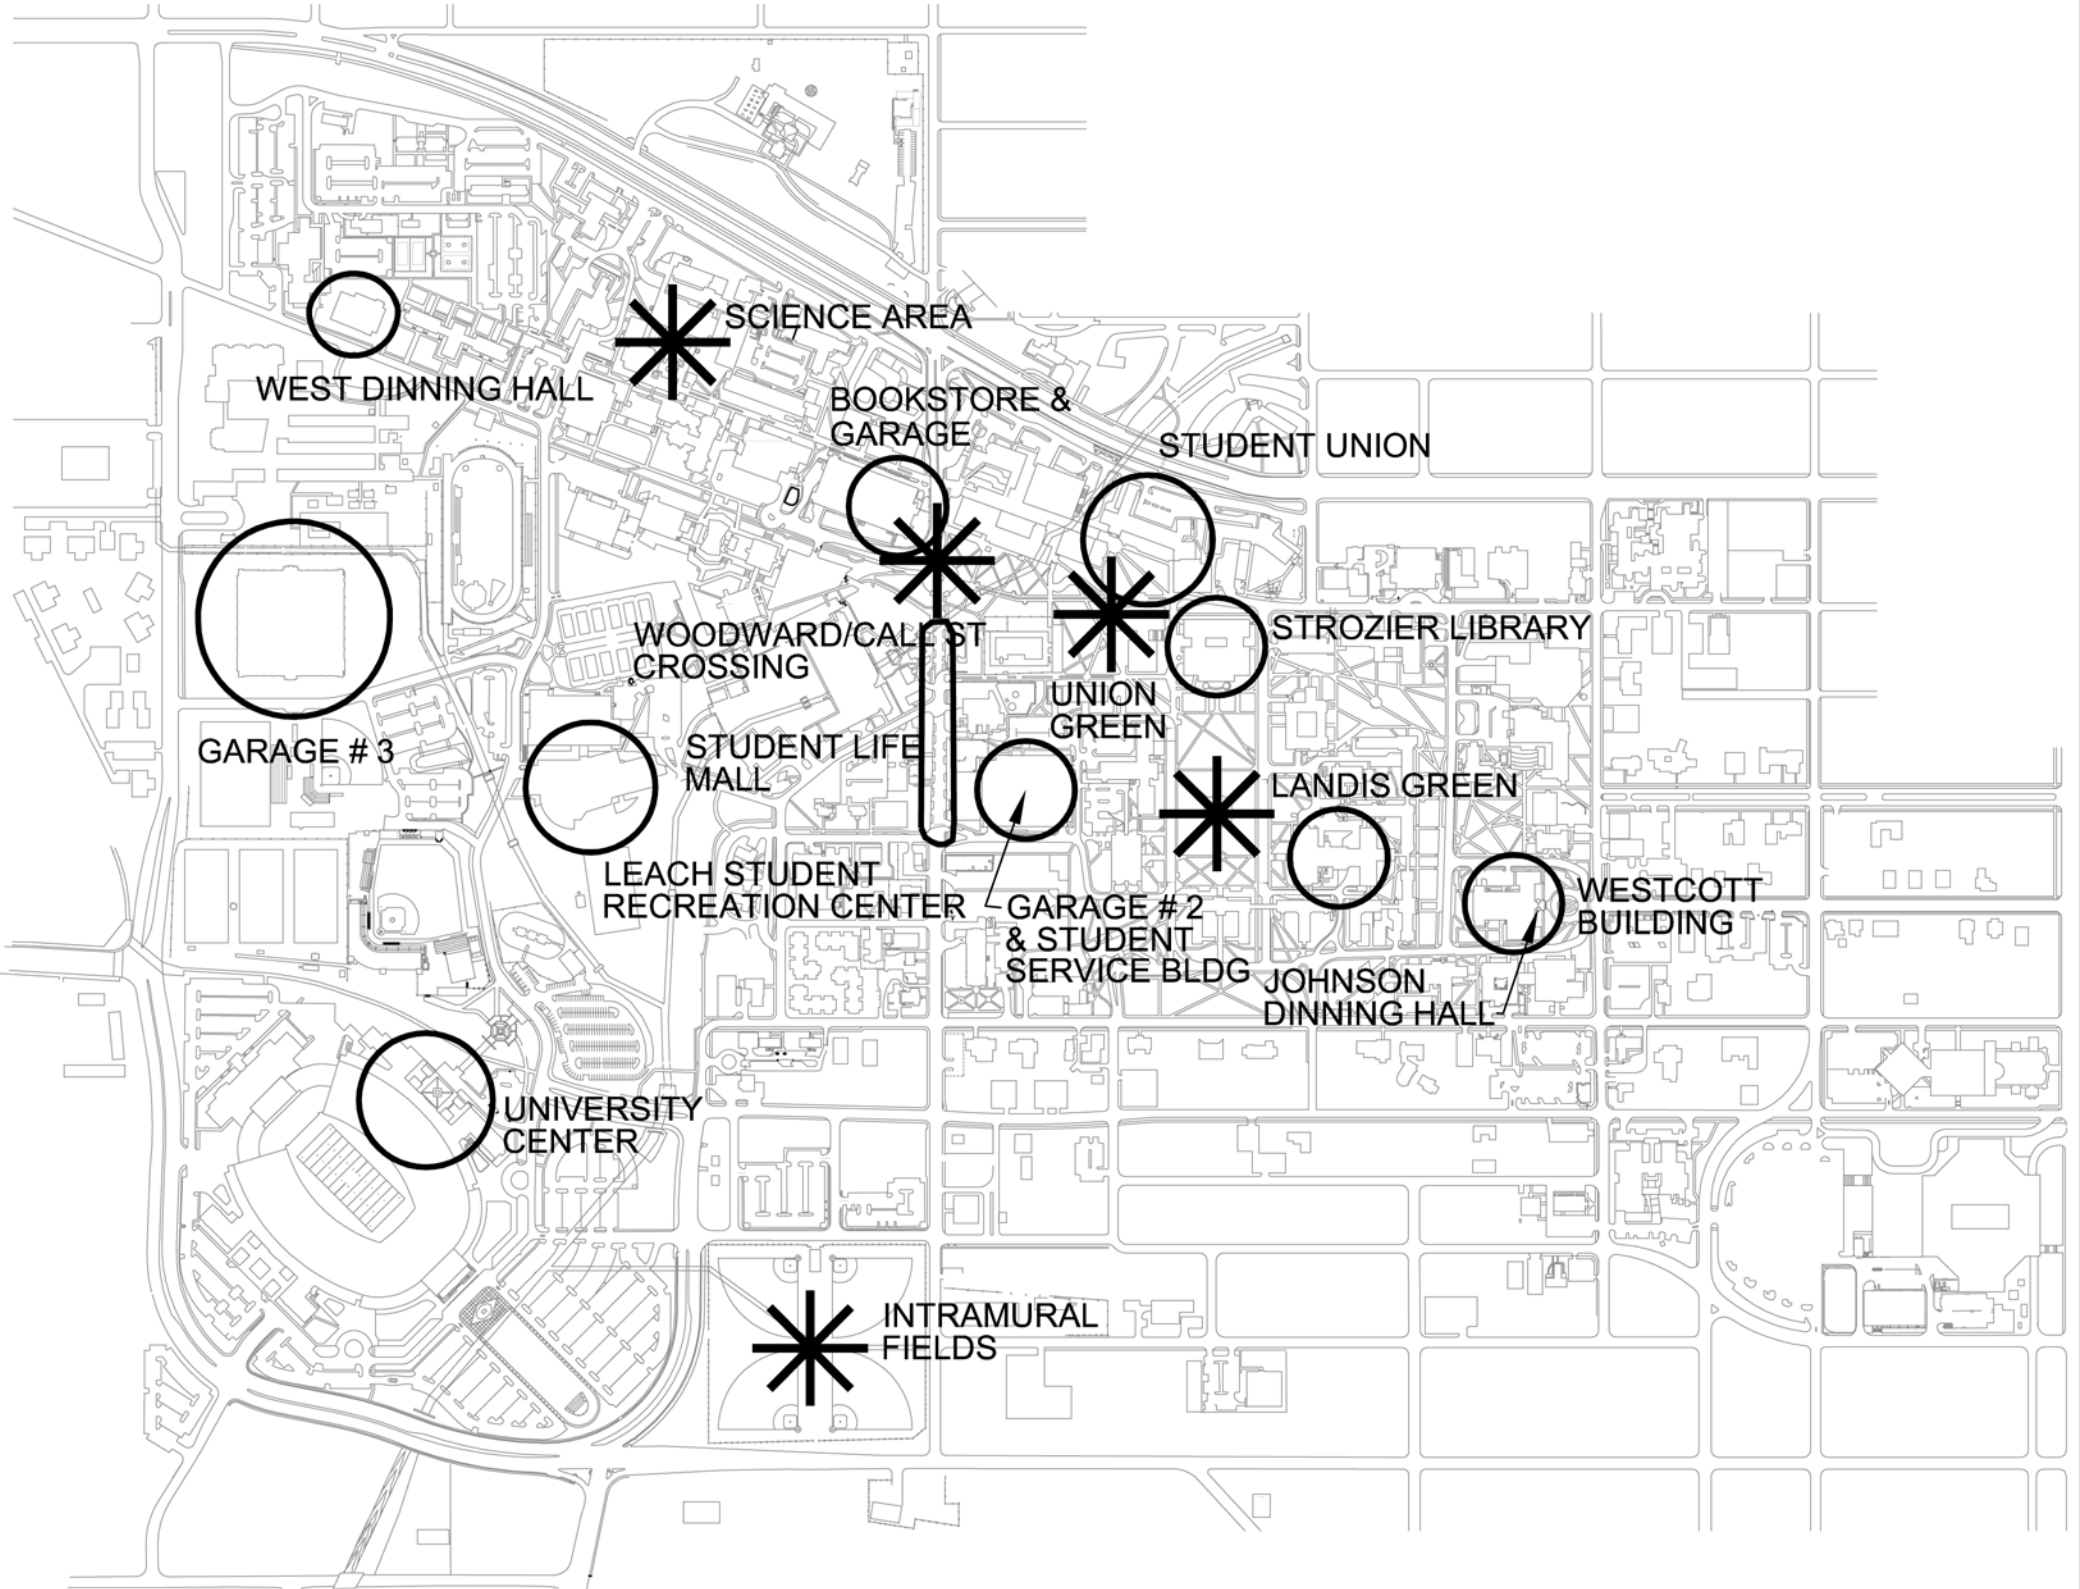 SCIENCE AREA
WEST DINNING HALL
BOOKSTORE &
GARAGE
STUDENT UNION
WOODWARD/CALL ST
CROSSING
STROZIER LIBRARY
UNION
GREEN
GARAGE # 3
STUDENT LIFE
MALL
LANDIS GREEN
LEACH STUDENT
RECREATION CENTER
GARAGE # 2
& STUDENT
SERVICE BLDG
WESTCOTT
BUILDING
JOHNSON
DINNING HALL
UNIVERSITY
CENTER
INTRAMURAL
FIELDS